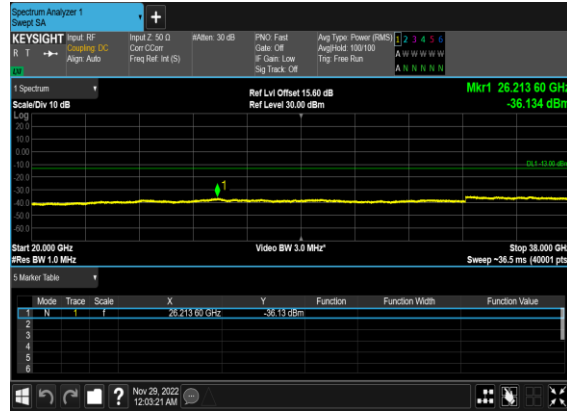 Spectrum Analyzer 1
Swept SA
+
KEYSIGHT Input: RF Input Z: 50 Ω #Atten: 30 dB PNO: Fast Avg Type: Power (RMS) 1 2 3 4 5 6
R T Coupling: DC Corr CCorr Gate: Off Avg|Hold: 100/100 A W W W W W
Align: Auto Freq Ref: Int (S) IF Gain: Low Trig: Free Run
Sig Track: Off A N N N N N
1 Spectrum Ref Lvl Offset 15.60 dB Mkr1 26.213 60 GHz
Scale/Div 10 dB Ref Level 30.00 dBm -36.134 dBm
Log
20.0
10.0
0.00
-10.0 DL1 -13.00 dBm
-20.0
-30.0 1
-40.0
-50.0
-60.0
Start 20.000 GHz Video BW 3.0 MHz* Stop 38.000 GHz
#Res BW 1.0 MHz Sweep ~36.5 ms (40001 pts)
5 Marker Table
Mode Trace Scale X Y Function Function Width Function Value
1 N 1 f 26.213 60 GHz -36.13 dBm
2
3
4
5
6
? Nov 29, 2022
12:03:21 AM